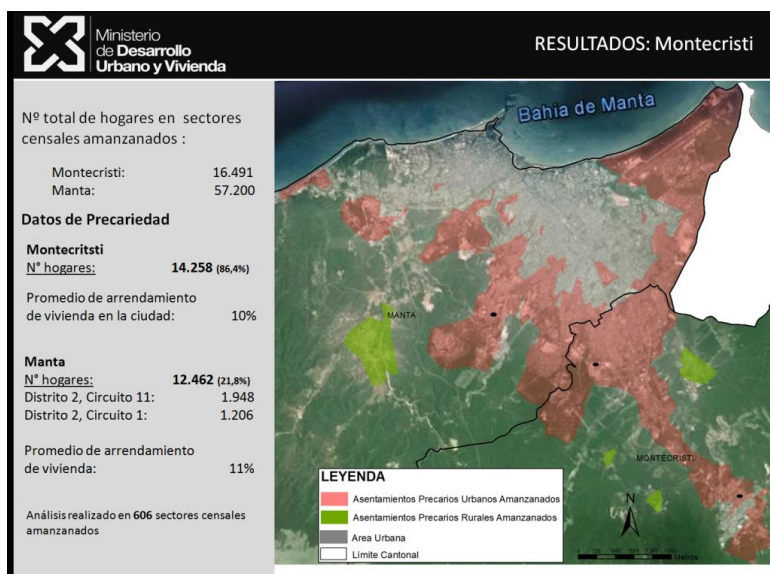 Ministerio
de Desarrollo
Urbano y Vivienda
RESULTADOS: Montecristi
Nº total de hogares en sectores
censales amanzanados :
Montecristi: 16.491
Manta: 57.200
Datos de Precariedad
Montecritsti
N° hogares: 14.258 (86,4%)
Promedio de arrendamiento
de vivienda en la ciudad: 10%
Manta
N° hogares: 12.462 (21,8%)
Distrito 2, Circuito 11: 1.948
Distrito 2, Circuito 1: 1.206
Promedio de arrendamiento
de vivienda: 11%
Análisis realizado en 606 sectores censales
amanzanados
Bahia de Manta
MANTA
MONTECRISTI
LEYENDA
Asentamientos Precarios Urbanos Amanzanados
Asentamientos Precarios Rurales Amanzanados
Area Urbana
Limite Cantonal
N
Metros